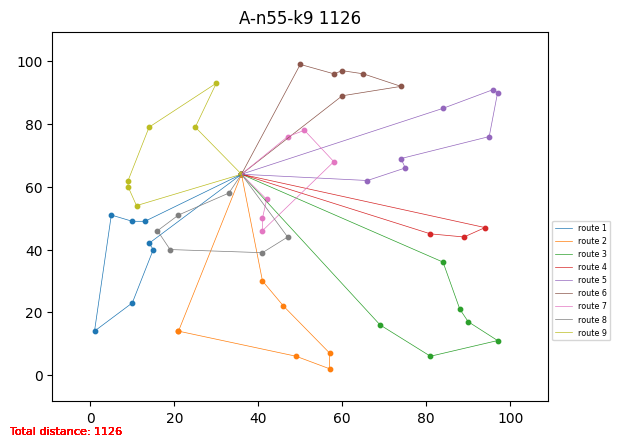 A-n55-k9 1126
100
80
60
40
20
0
0 20 40 60 80 100
route 1
route 2
route 3
route 4
route 5
route 6
route 7
route 8
route 9
Total distance: 1126